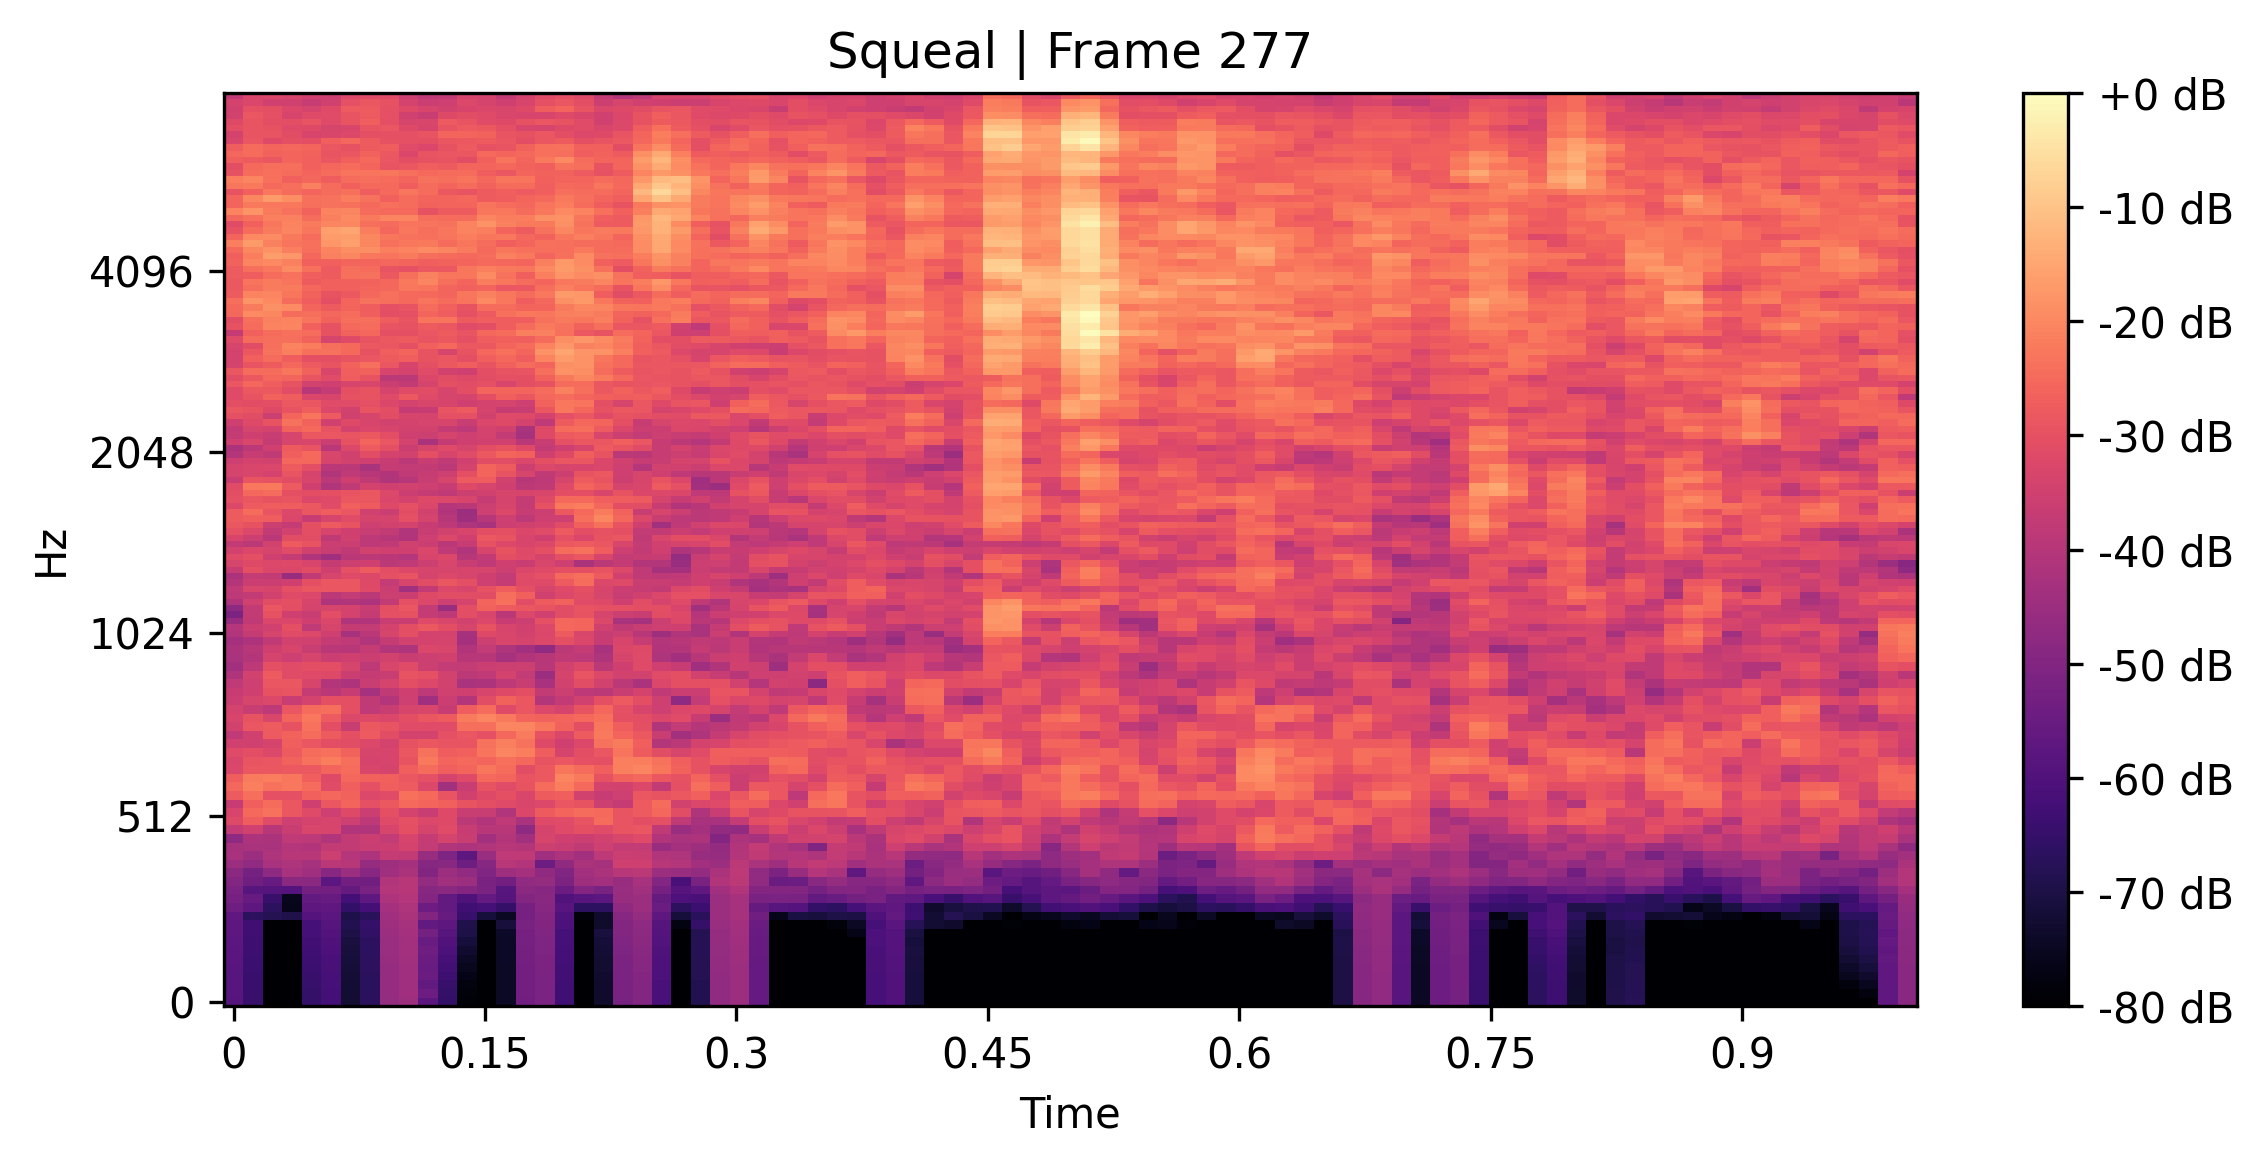 Squeal | Frame 277
+0 dB
-10 dB
-20 dB
-30 dB
-40 dB
-50 dB
-60 dB
-70 dB
-80 dB
Hz
4096
2048
1024
512
0
0 0.15 0.3 0.45 0.6 0.75 0.9
Time